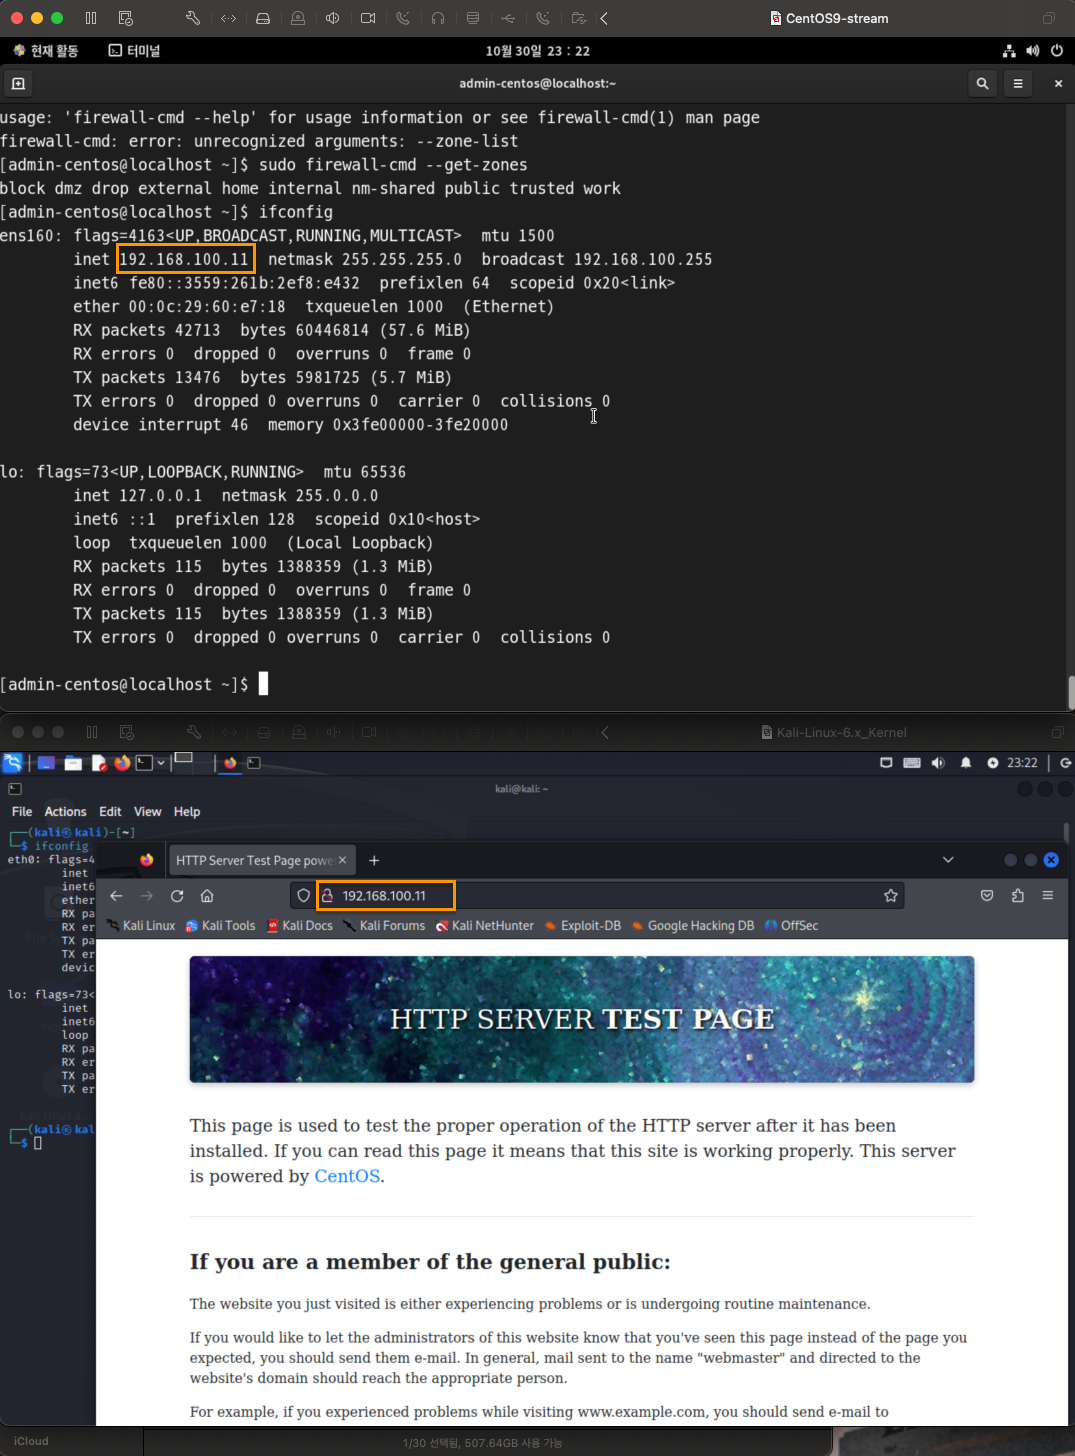 CentOS9-stream
현재 활동 터미널 10월 30일 23 : 22
admin-centos@localhost:~
usage: 'firewall-cmd --help' for usage information or see firewall-cmd(1) man page
firewall-cmd: error: unrecognized arguments: --zone-list
[admin-centos@localhost ~]$ sudo firewall-cmd --get-zones
block dmz drop external home internal nm-shared public trusted work
[admin-centos@localhost ~]$ ifconfig
ens160: flags=4163<UP,BROADCAST,RUNNING,MULTICAST>  mtu 1500
inet 192.168.100.11  netmask 255.255.255.0  broadcast 192.168.100.255
inet6 fe80::3559:261b:2ef8:e432  prefixlen 64  scopeid 0x20<link>
ether 00:0c:29:60:e7:18  txqueuelen 1000  (Ethernet)
RX packets 42713  bytes 60446814 (57.6 MiB)
RX errors 0  dropped 0  overruns 0  frame 0
TX packets 13476  bytes 5981725 (5.7 MiB)
TX errors 0  dropped 0 overruns 0  carrier 0  collisions 0
device interrupt 46  memory 0x3fe00000-3fe20000
lo: flags=73<UP,LOOPBACK,RUNNING>  mtu 65536
inet 127.0.0.1  netmask 255.0.0.0
inet6 ::1  prefixlen 128  scopeid 0x10<host>
loop  txqueuelen 1000  (Local Loopback)
RX packets 115  bytes 1388359 (1.3 MiB)
RX errors 0  dropped 0  overruns 0  frame 0
TX packets 115  bytes 1388359 (1.3 MiB)
TX errors 0  dropped 0 overruns 0  carrier 0  collisions 0
[admin-centos@localhost ~]$
Kali-Linux-6.x_Kernel
23:22
kali@kali: ~
File Actions Edit View Help
(kali㉿kali)-[~]
$ ifconfig
eth0: flags=4
inet
inet6
ether
RX pa
RX er
TX pa
TX er
devic
lo: flags=73<
inet
inet6
loop
RX pa
RX er
TX pa
TX er
(kali㉿kal
$
HTTP Server Test Page powe
192.168.100.11
Kali Linux Kali Tools Kali Docs Kali Forums Kali NetHunter Exploit-DB Google Hacking DB OffSec
HTTP SERVER TEST PAGE
This page is used to test the proper operation of the HTTP server after it has been
installed. If you can read this page it means that this site is working properly. This server
is powered by CentOS.
If you are a member of the general public:
The website you just visited is either experiencing problems or is undergoing routine maintenance.
If you would like to let the administrators of this website know that you've seen this page instead of the page you
expected, you should send them e-mail. In general, mail sent to the name "webmaster" and directed to the
website's domain should reach the appropriate person.
For example, if you experienced problems while visiting www.example.com, you should send e-mail to
iCloud 1/30 선택됨, 507.64GB 사용 가능